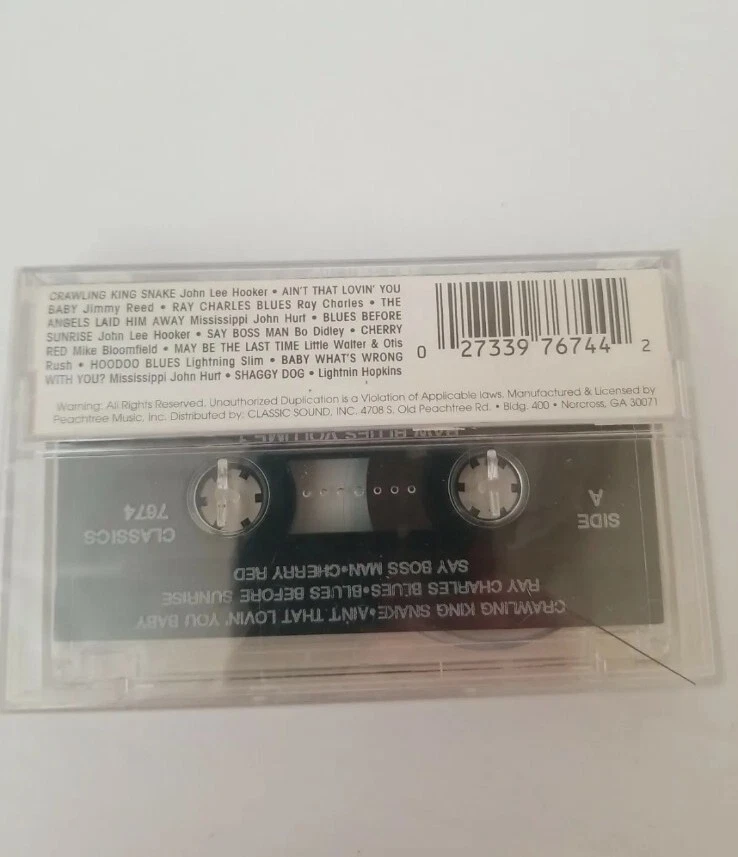 CRAWLING KING SNAKE John Lee Hooker • AIN'T THAT LOVIN' YOU
BABY Jimmy Reed • RAY CHARLES BLUES Ray Charles • THE
ANGELS LAID HIM AWAY Mississippi John Hurt • BLUES BEFORE
SUNRISE John Lee Hooker • SAY BOSS MAN Bo Didley • CHERRY
RED Mike Bloomfield • MAY BE THE LAST TIME Little Walter & Otis
Rush • HOODOO BLUES Lightning Slim • BABY WHAT'S WRONG
WITH YOU? Mississippi John Hurt • SHAGGY DOG • Lightnin Hopkins
0 27339 76744 2
Warning: All Rights Reserved. Unauthorized Duplication is a Violation of Applicable laws. Manufactured & Licensed by
Peachtree Music, Inc. Distributed by: CLASSIC SOUND, INC. 4708 S. Old Peachtree Rd. • Bldg. 400 • Norcross, GA 30071
BLUES VOLUME
SIDE
A
CLASSICS
7674
CRAWLING KING SNAKE•AIN'T THAT LOVIN' YOU BABY
RAY CHARLES BLUES•BLUES BEFORE SUNRISE
SAY BOSS MAN•CHERRY RED